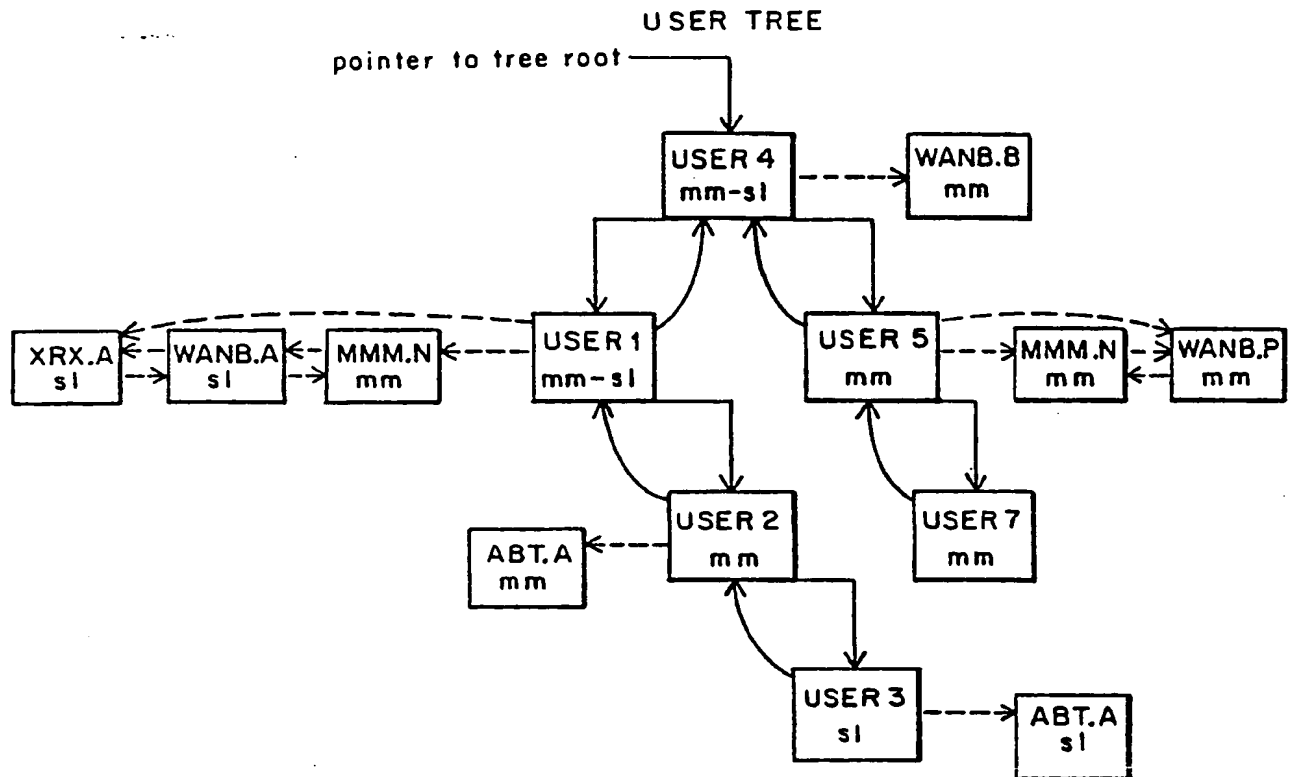 USER TREE
pointer to tree root
USER 4
mm-sl
WANB.B
mm
XRX.A
sl
WANB.A
sl
MMM.N
mm
USER 1
mm-sl
USER 5
mm
MMM.N
mm
WANB.P
mm
USER 2
mm
USER 7
mm
ABT.A
mm
USER 3
sl
ABT.A
sl